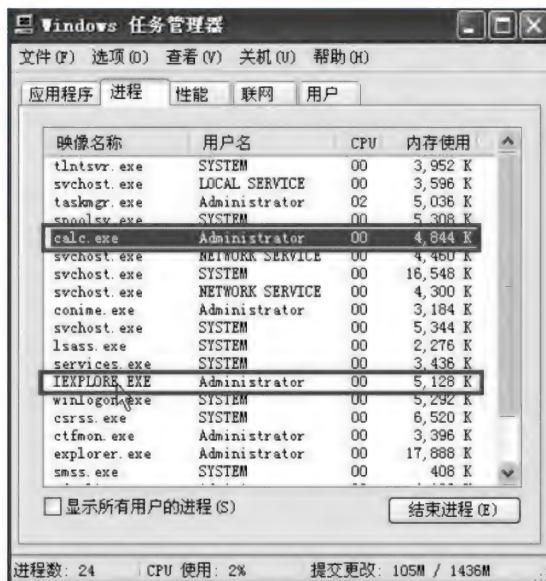 Windows 任务管理器
文件(F) 选项(O) 查看(V) 关机(U) 帮助(H)
应用程序 进程 性能 联网 用户
映像名称 用户名 CPU 内存使用
tlntsvr.exe SYSTEM 00 3,952 K
svchost.exe LOCAL SERVICE 00 3,596 K
taskmgr.exe Administrator 02 5,036 K
spoolsv.exe SYSTEM 00 5,308 K
calc.exe Administrator 00 4,844 K
svchost.exe NETWORK SERVICE 00 4,460 K
svchost.exe SYSTEM 00 16,548 K
svchost.exe NETWORK SERVICE 00 4,300 K
conime.exe Administrator 00 3,184 K
svchost.exe SYSTEM 00 5,344 K
lsass.exe SYSTEM 00 2,276 K
services.exe SYSTEM 00 3,436 K
IEXPLORE.EXE Administrator 00 5,128 K
winlogon.exe SYSTEM 00 5,292 K
csrss.exe SYSTEM 00 6,520 K
ctfmon.exe Administrator 00 3,396 K
explorer.exe Administrator 00 17,888 K
smss.exe SYSTEM 00 408 K
显示所有用户的进程(S) 结束进程(E)
进程数: 24 CPU 使用: 2% 提交更改: 105M / 1436M